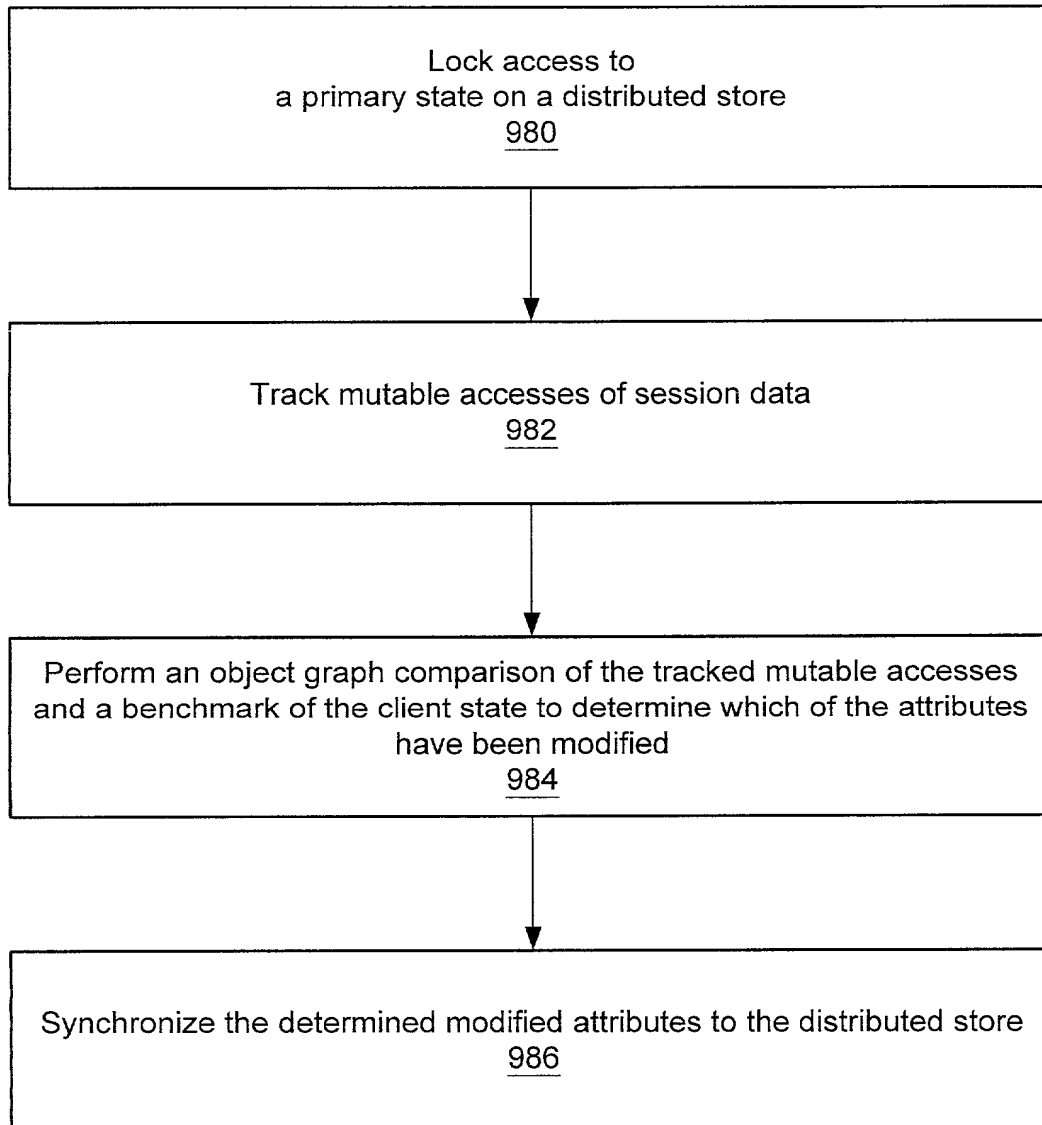 Lock access to
a primary state on a distributed store
980
Track mutable accesses of session data
982
Perform an object graph comparison of the tracked mutable accesses
and a benchmark of the client state to determine which of the attributes
have been modified
984
Synchronize the determined modified attributes to the distributed store
986